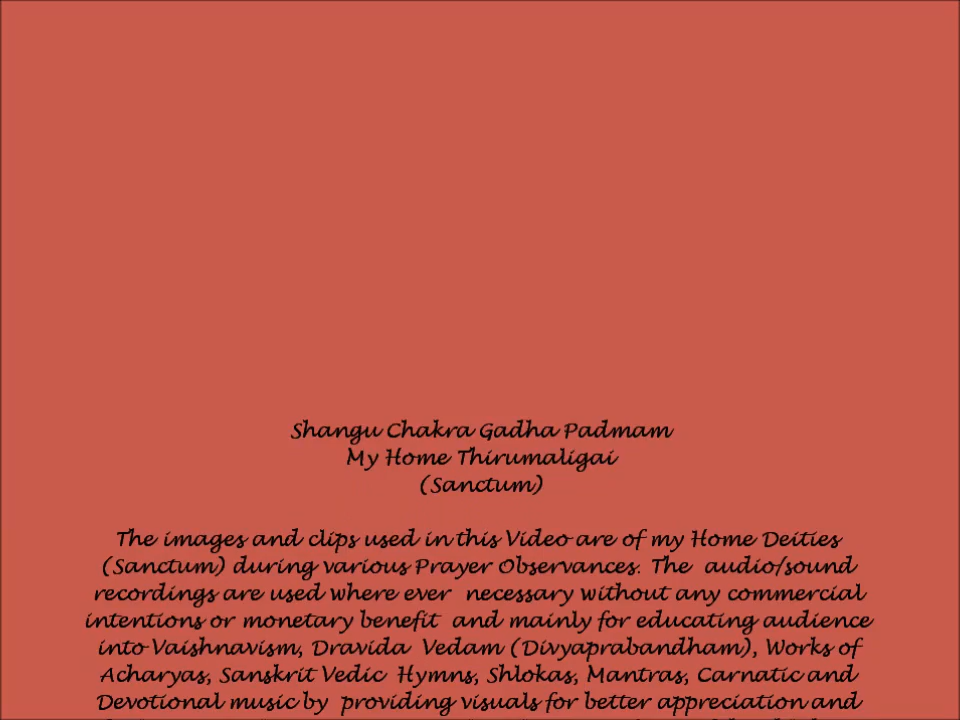 Shangu Chakra Gadha Padmam
My Home Thirumaligai
(Sanctum)
The images and clips used in this Video are of my Home Deities
(Sanctum) during various Prayer Observances. The audio/sound
recordings are used where ever necessary without any commercial
intentions or monetary benefit and mainly for educating audience
into Vaishnavism, Dravida Vedam (Divyaprabandham), Works of
Acharyas, Sanskrit Vedic Hymns, Shlokas, Mantras, Carnatic and
Devotional music by providing visuals for better appreciation and